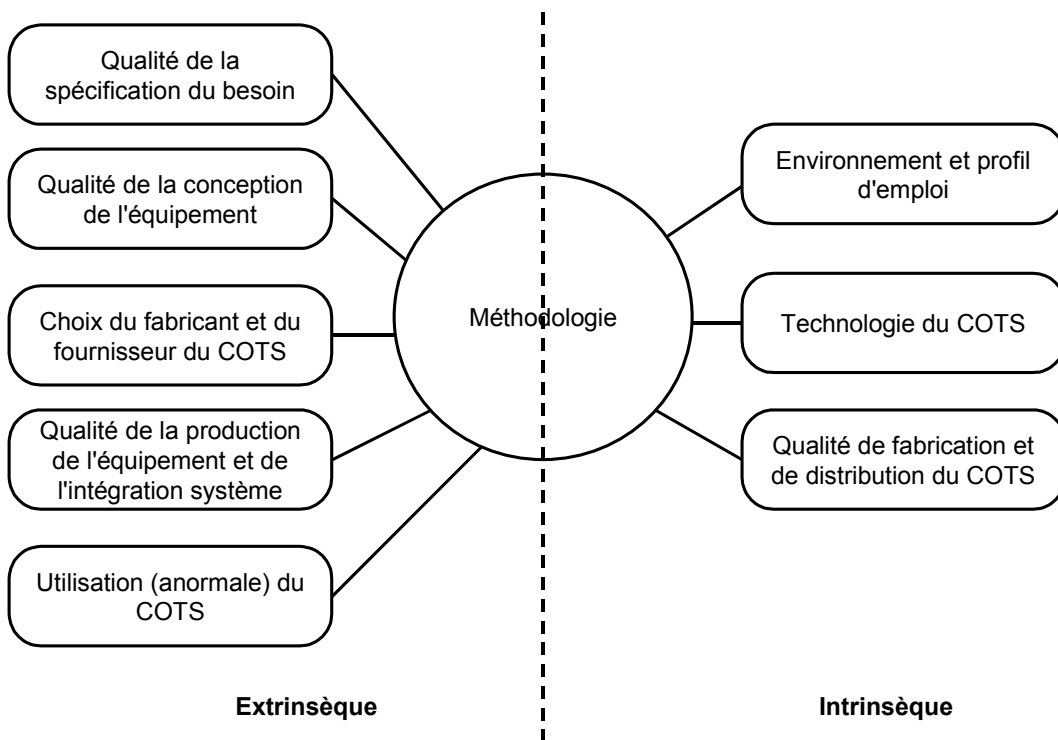 Qualité de la
spécification du besoin
Qualité de la conception
de l'équipement
Choix du fabricant et du
fournisseur du COTS
Qualité de la production
de l'équipement et de
l'intégration système
Utilisation (anormale) du
COTS
Méthodologie
Environnement et profil
d'emploi
Technologie du COTS
Qualité de fabrication et
de distribution du COTS
Extrinsèque
Intrinsèque